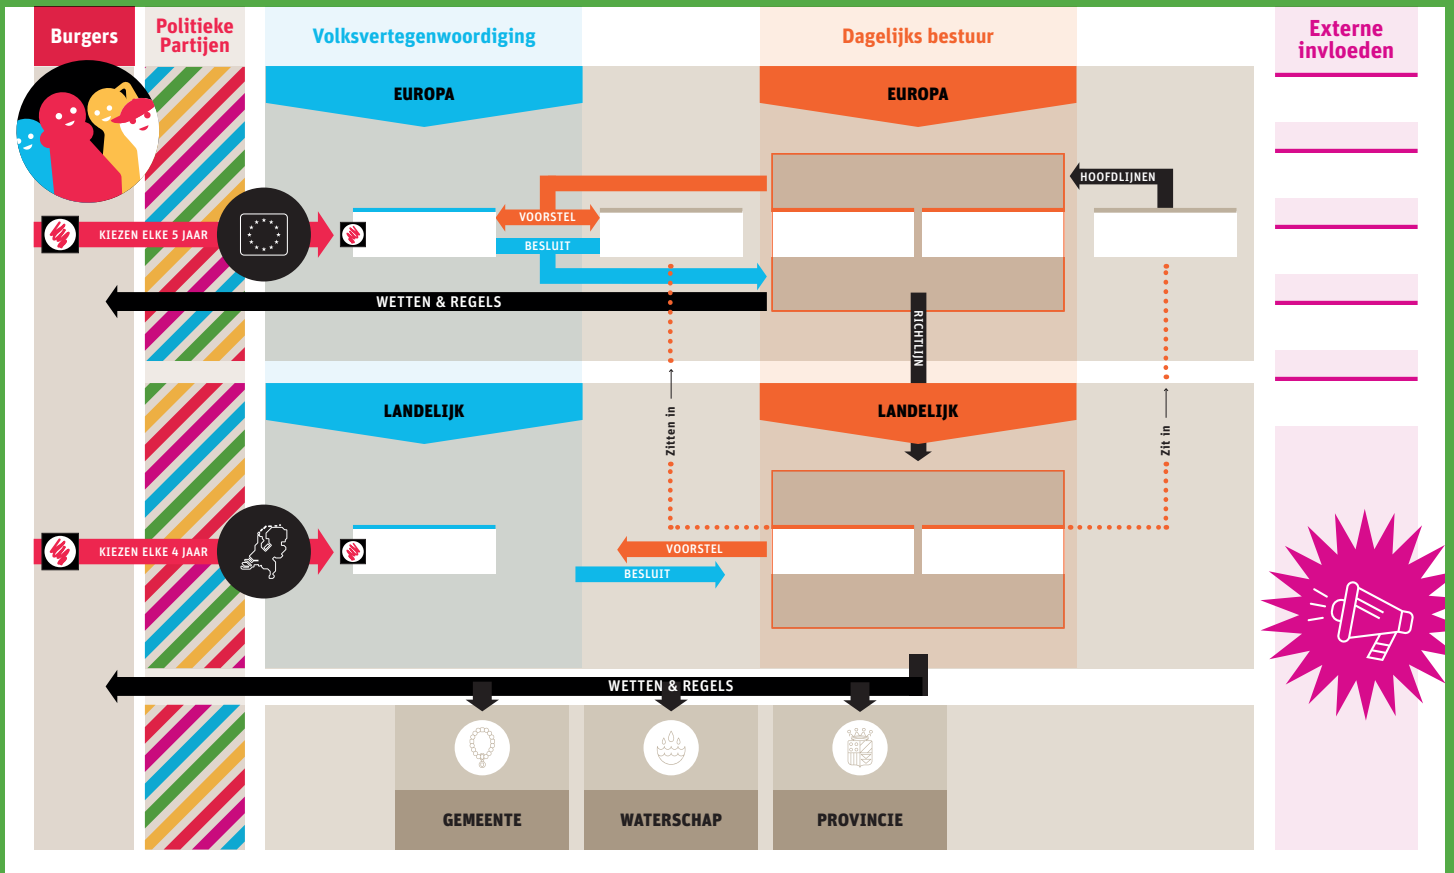 Burgers
Politieke
Partijen
Volksvertegenwoordiging
Dagelijks bestuur
Externe
invloeden
EUROPA
EUROPA
HOOFDLIJNEN
VOORSTEL
KIEZEN ELKE 5 JAAR
BESLUIT
WETTEN & REGELS
RICHTLIJN
LANDELIJK
LANDELIJK
Zitten in
Zit in
KIEZEN ELKE 4 JAAR
VOORSTEL
BESLUIT
WETTEN & REGELS
GEMEENTE
WATERSCHAP
PROVINCIE